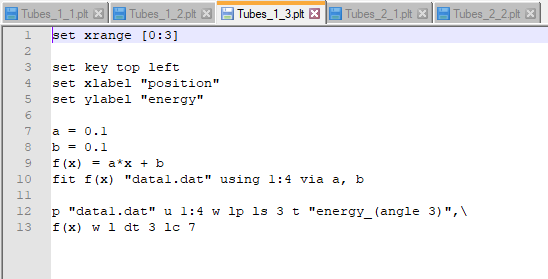 Tubes_1_1.plt Tubes_1_2.plt Tubes_1_3.plt Tubes_2_1.plt Tubes_2_2.plt
1 set xrange [0:3]
2
3 set key top left
4 set xlabel "position"
5 set ylabel "energy"
6
7 a = 0.1
8 b = 0.1
9 f(x) = a*x + b
10 fit f(x) "data1.dat" using 1:4 via a, b
11
12 p "data1.dat" u 1:4 w lp ls 3 t "energy_(angle 3)",\
13 f(x) w l dt 3 lc 7